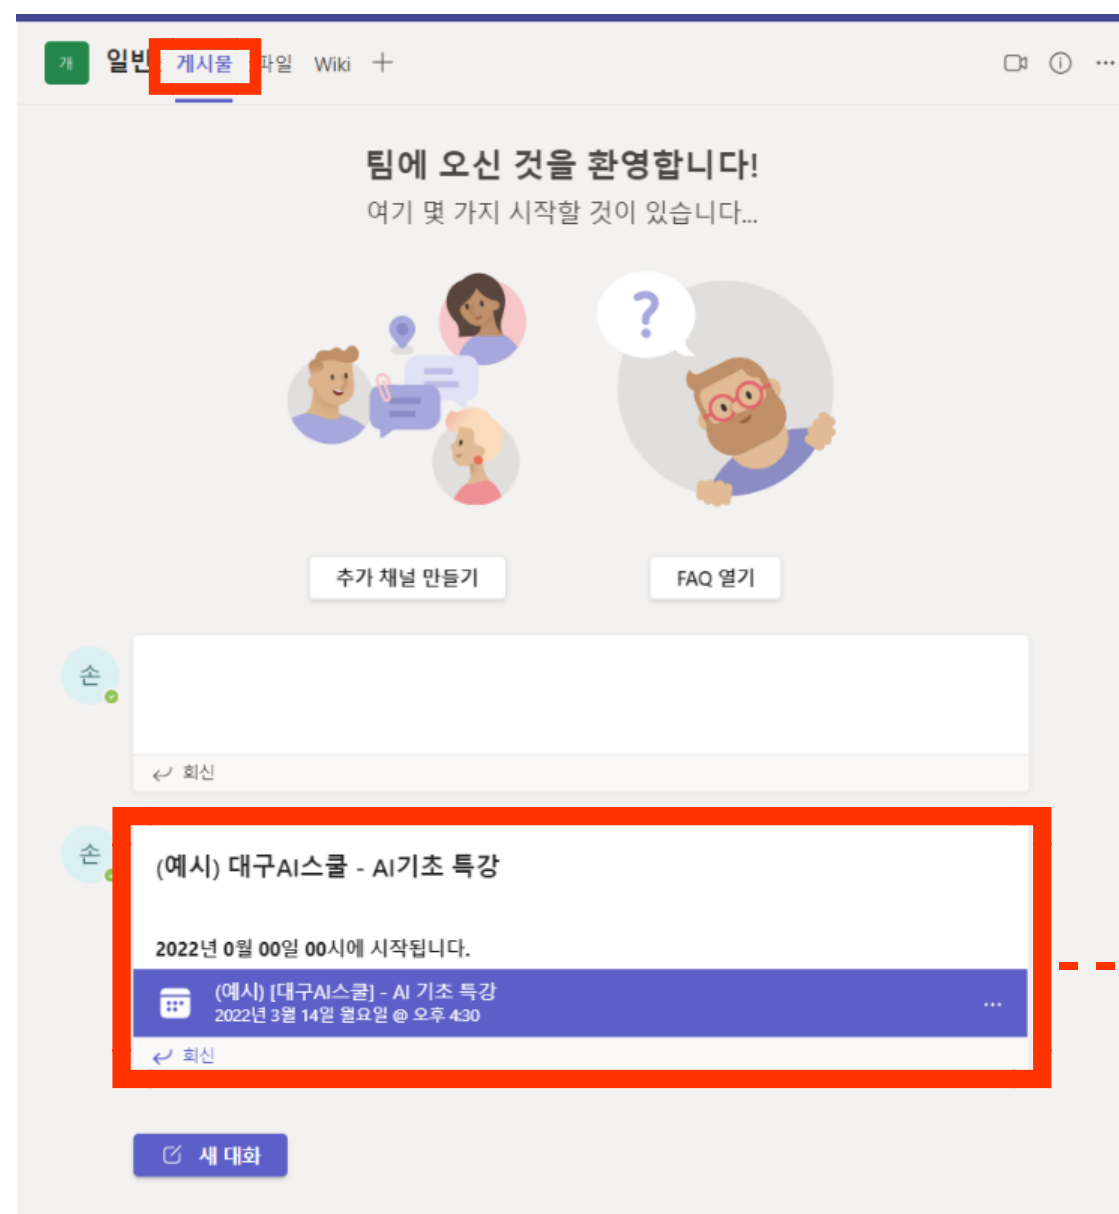 개 일반 게시물 파일 Wiki
팀에 오신 것을 환영합니다!
여기 몇 가지 시작할 것이 있습니다...
?
추가 채널 만들기 FAQ 열기
손
회신
손
(예시) 대구AI스쿨 - AI기초 특강
2022년 0월 00일 00시에 시작됩니다.
(예시) [대구AI스쿨] - AI 기초 특강
2022년 3월 14일 월요일 @ 오후 4:30
회신
새 대화